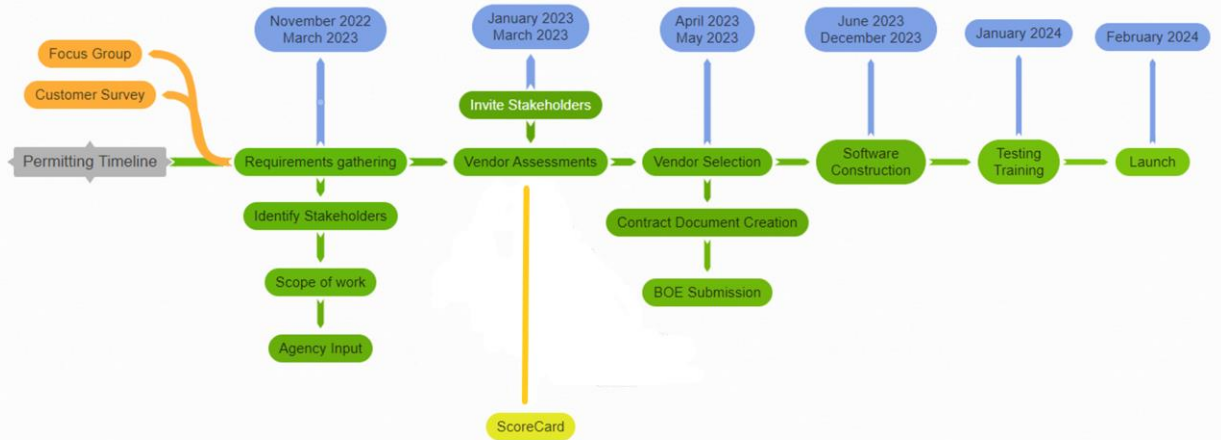 November 2022
March 2023
January 2023
March 2023
April 2023
May 2023
June 2023
December 2023
January 2024
February 2024
Focus Group
Customer Survey
Invite Stakeholders
Permitting Timeline
Requirements gathering
Vendor Assessments
Vendor Selection
Software
Construction
Testing
Training
Launch
Identify Stakeholders
Contract Document Creation
Scope of work
BOE Submission
Agency Input
ScoreCard